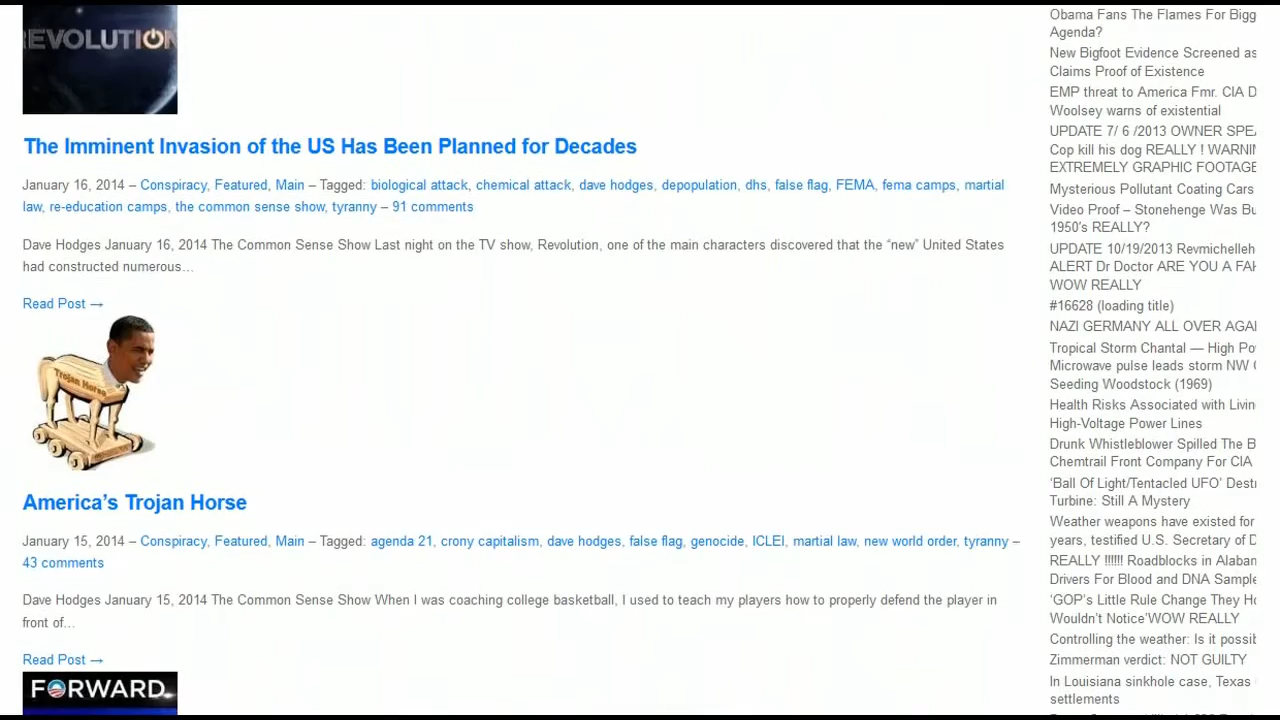 EVOLUTION
The Imminent Invasion of the US Has Been Planned for Decades
January 16, 2014 – Conspiracy, Featured, Main – Tagged: biological attack, chemical attack, dave hodges, depopulation, dhs, false flag, FEMA, fema camps, martial
law, re-education camps, the common sense show, tyranny – 91 comments
Dave Hodges January 16, 2014 The Common Sense Show Last night on the TV show, Revolution, one of the main characters discovered that the “new” United States
had constructed numerous…
Read Post →
Trojan Horse
America’s Trojan Horse
January 15, 2014 – Conspiracy, Featured, Main – Tagged: agenda 21, crony capitalism, dave hodges, false flag, genocide, ICLEI, martial law, new world order, tyranny –
43 comments
Dave Hodges January 15, 2014 The Common Sense Show When I was coaching college basketball, I used to teach my players how to properly defend the player in
front of…
Read Post →
FORWARD.
Obama Fans The Flames For Bigg
Agenda?
New Bigfoot Evidence Screened as
Claims Proof of Existence
EMP threat to America Fmr. CIA D
Woolsey warns of existential
UPDATE 7/ 6 /2013 OWNER SPEA
Cop kill his dog REALLY ! WARNIN
EXTREMELY GRAPHIC FOOTAGE
Mysterious Pollutant Coating Cars
Video Proof – Stonehenge Was Bu
1950’s REALLY?
UPDATE 10/19/2013 Revmichelleh
ALERT Dr Doctor ARE YOU A FAK
WOW REALLY
#16628 (loading title)
NAZI GERMANY ALL OVER AGAI
Tropical Storm Chantal — High Po
Microwave pulse leads storm NW
Seeding Woodstock (1969)
Health Risks Associated with Livin
High-Voltage Power Lines
Drunk Whistleblower Spilled The B
Chemtrail Front Company For CIA
‘Ball Of Light/Tentacled UFO’ Destr
Turbine: Still A Mystery
Weather weapons have existed for
years, testified U.S. Secretary of D
REALLY !!!!!! Roadblocks in Alabam
Drivers For Blood and DNA Sample
‘GOP’s Little Rule Change They Ho
Wouldn’t Notice’WOW REALLY
Controlling the weather: Is it possib
Zimmerman verdict: NOT GUILTY
In Louisiana sinkhole case, Texas
settlements